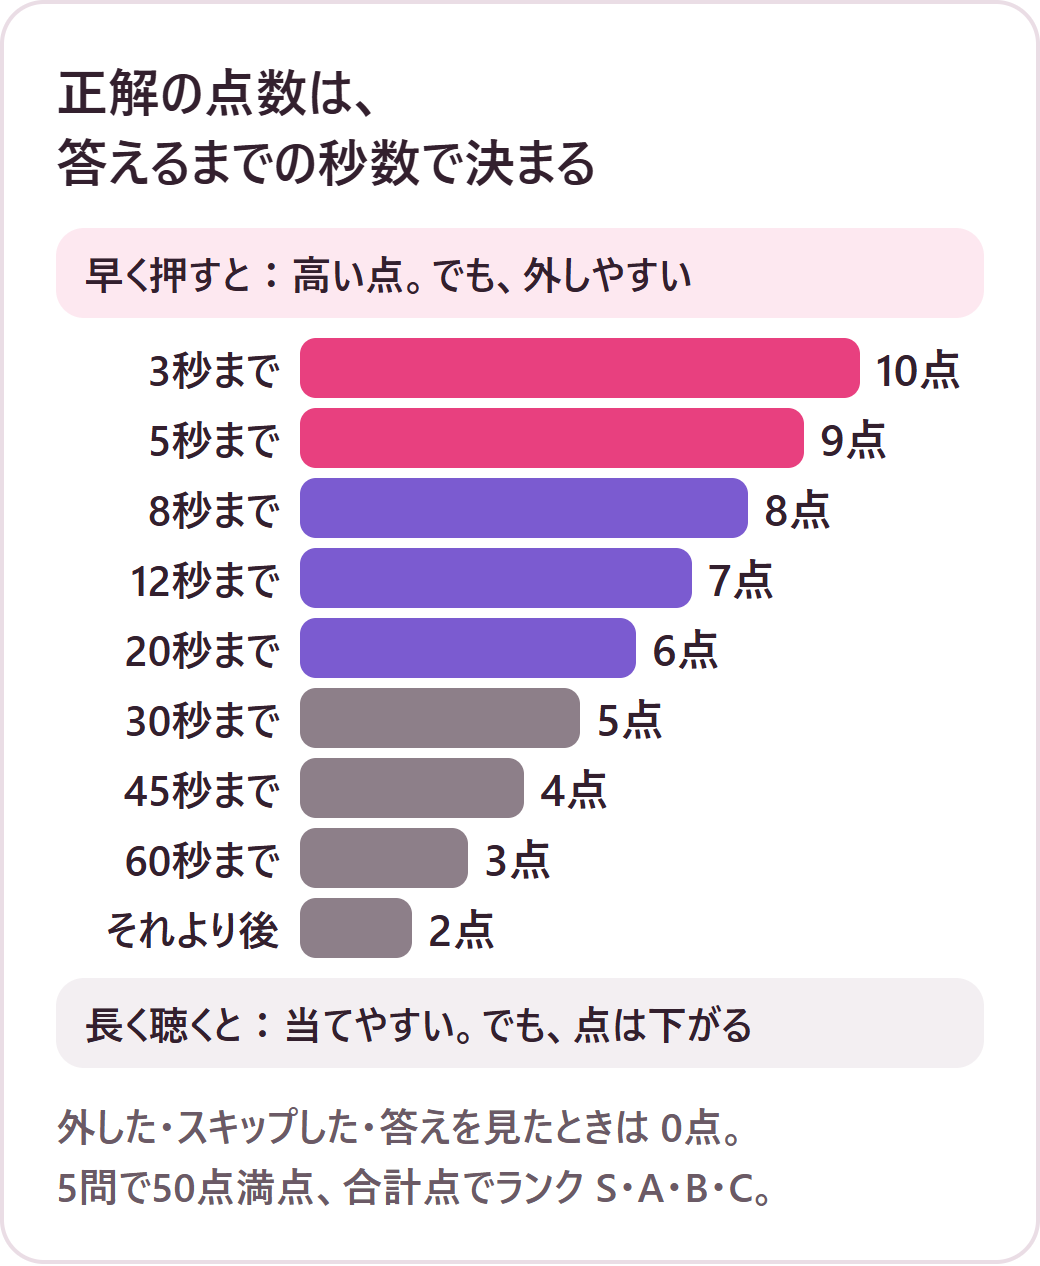 正解の点数は、
答えるまでの秒数で決まる
早く押すと：高い点。でも、外しやすい
3秒まで 10点
5秒まで 9点
8秒まで 8点
12秒まで 7点
20秒まで 6点
30秒まで 5点
45秒まで 4点
60秒まで 3点
それより後 2点
長く聴くと：当てやすい。でも、点は下がる
外した・スキップした・答えを見たときは 0点。
5問で50点満点、合計点でランク S・A・B・C。